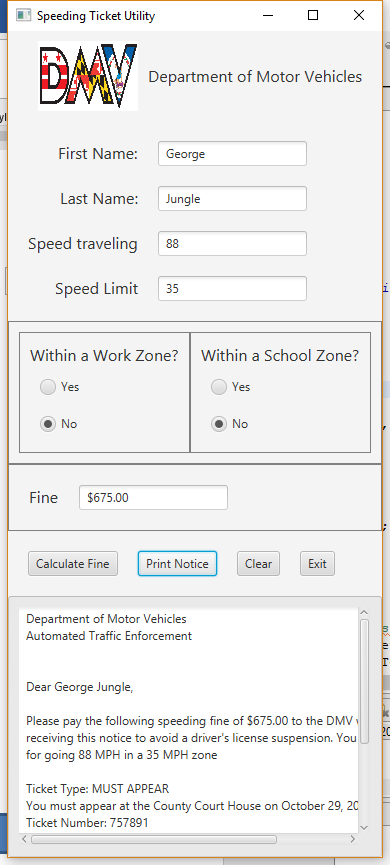 Speeding Ticket Utility
DMV
Department of Motor Vehicles
First Name: George
Last Name: Jungle
Speed traveling 88
Speed Limit 35
Within a Work Zone? Within a School Zone?
Yes Yes
No No
Fine $675.00
Calculate Fine Print Notice Clear Exit
Department of Motor Vehicles
Automated Traffic Enforcement
Dear George Jungle,
Please pay the following speeding fine of $675.00 to the DMV
receiving this notice to avoid a driver's license suspension. You
for going 88 MPH in a 35 MPH zone
Ticket Type: MUST APPEAR
You must appear at the County Court House on October 29, 20
Ticket Number: 757891